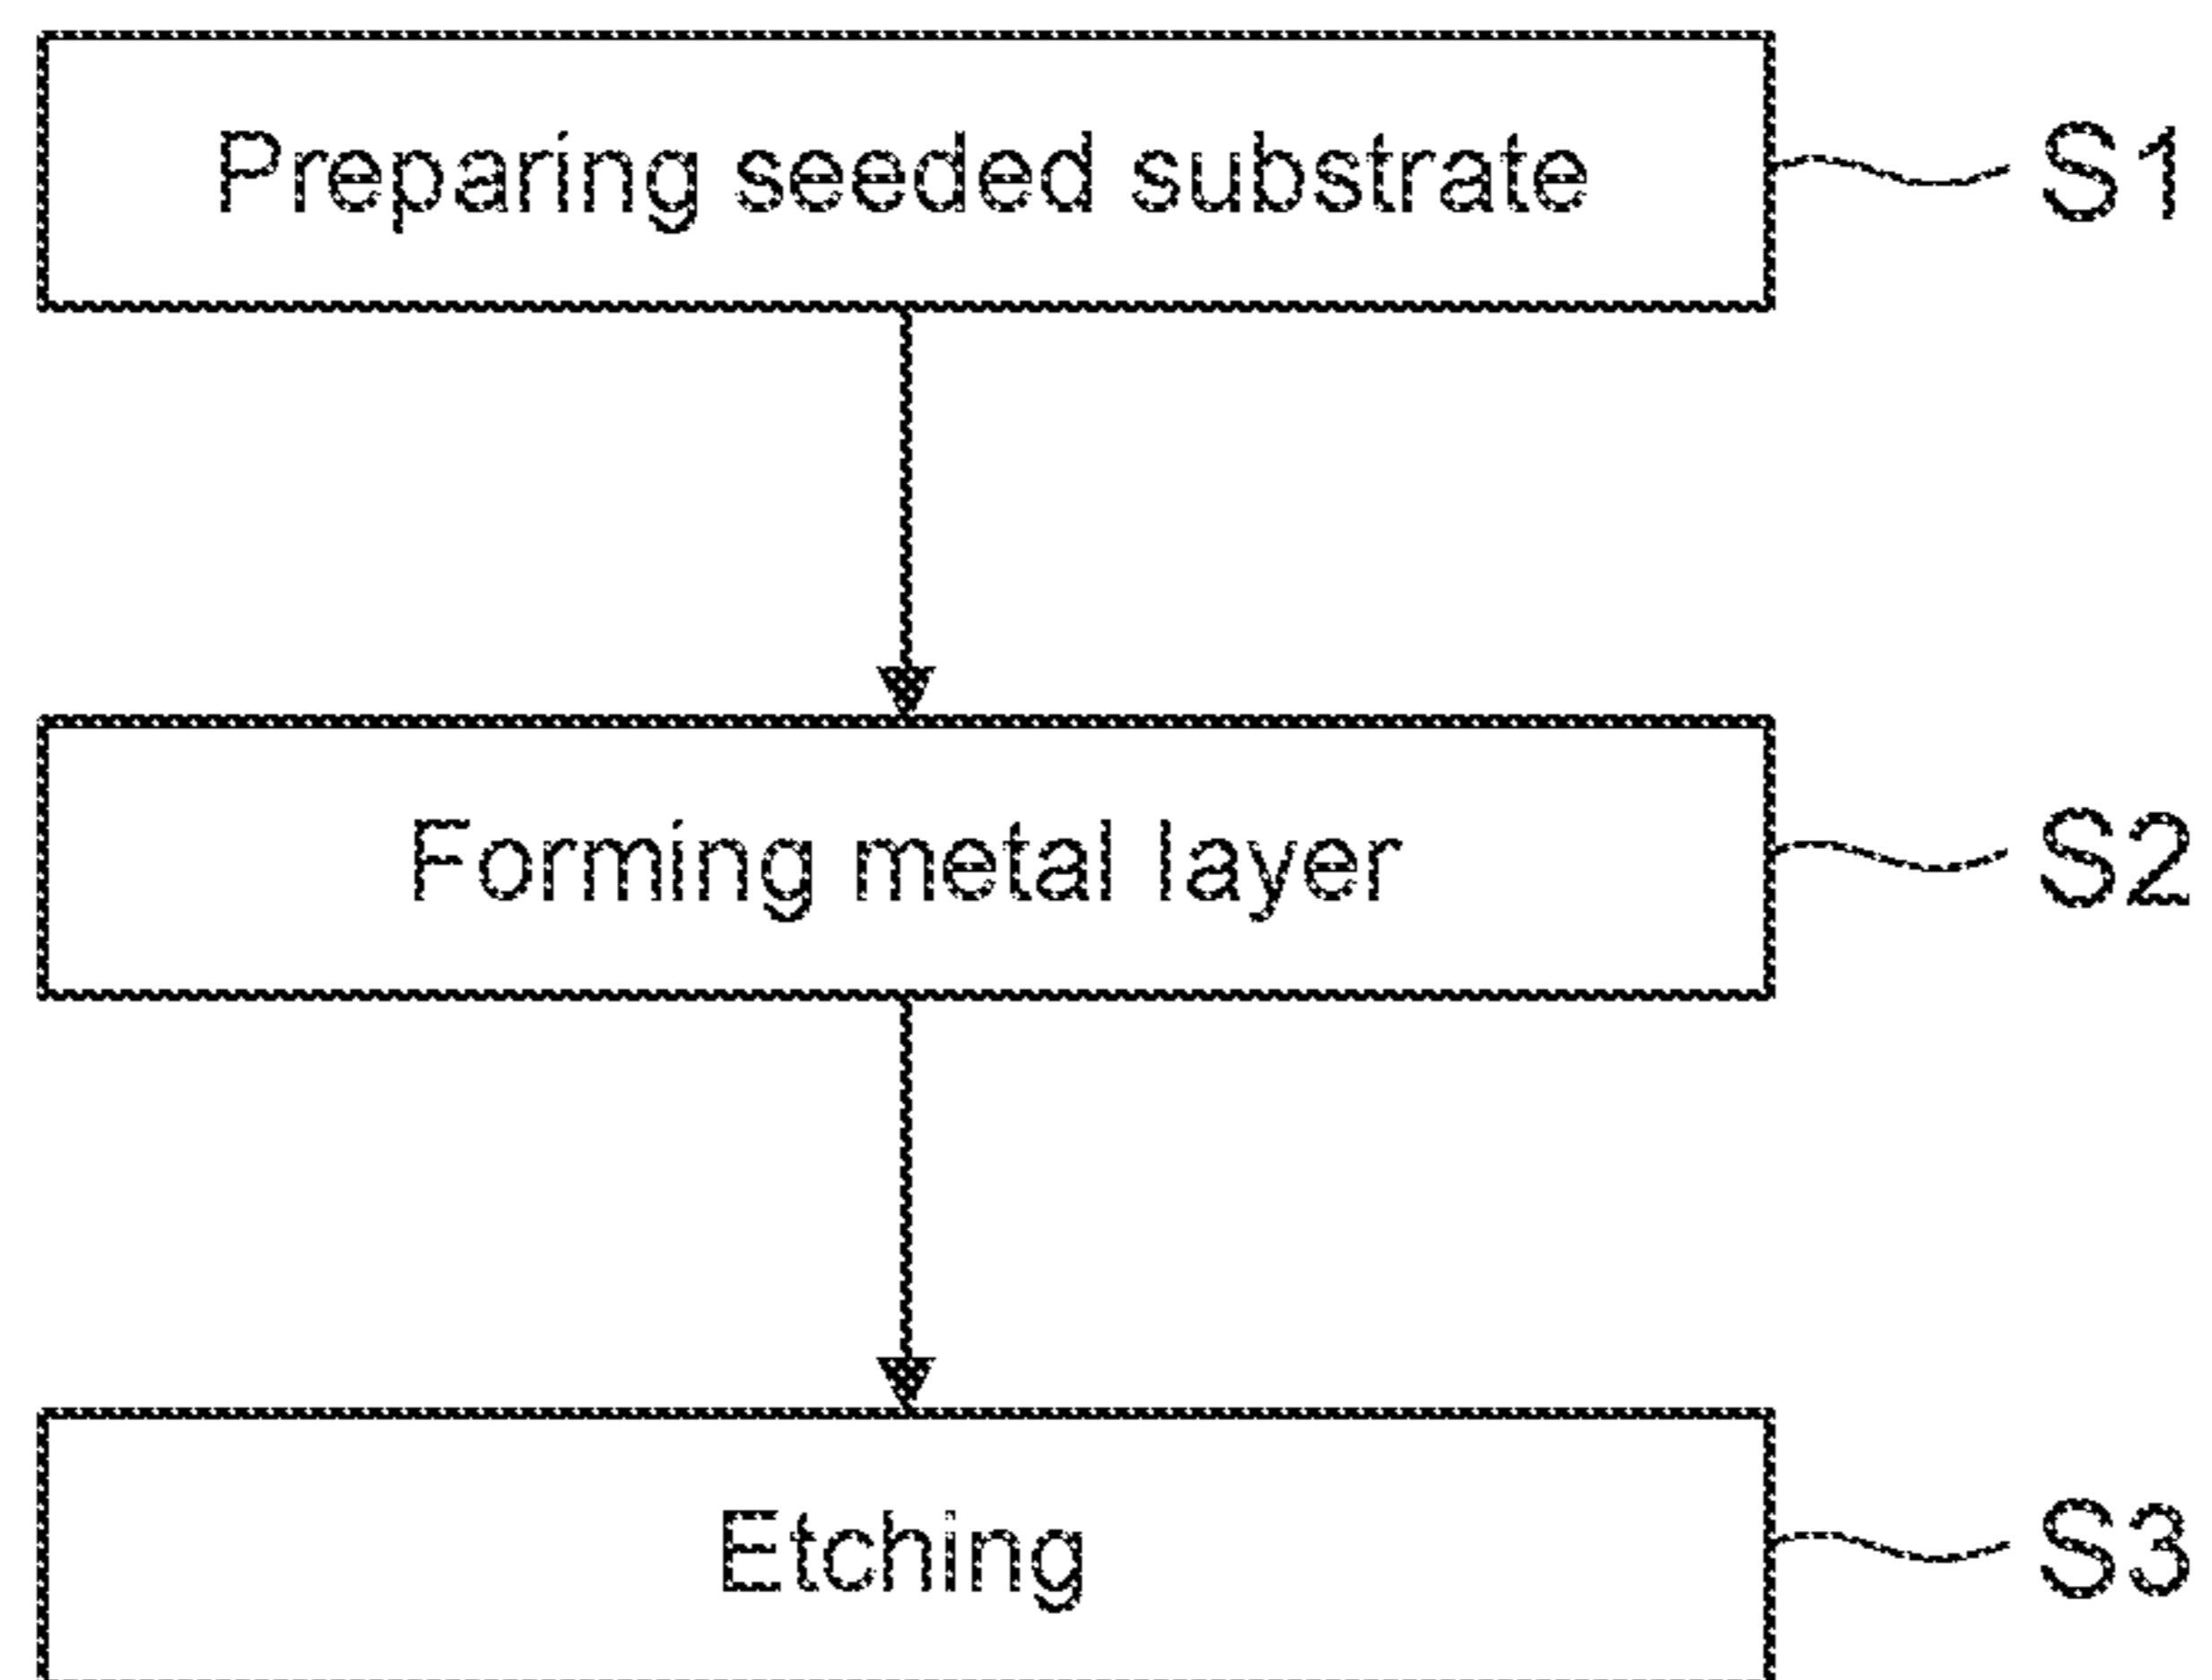 Preparing seeded substrate S1
Forming metal layer S2
Etching S3